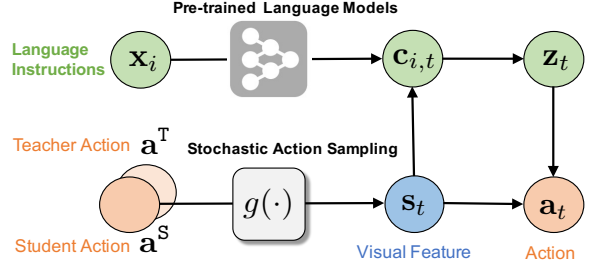 Pre-trained Language Models
Language
Instructions
x_i
c_{i,t}
z_t
Teacher Action a^T
Stochastic Action Sampling
g(·)
s_t
a_t
Student Action a^S
Visual Feature
Action